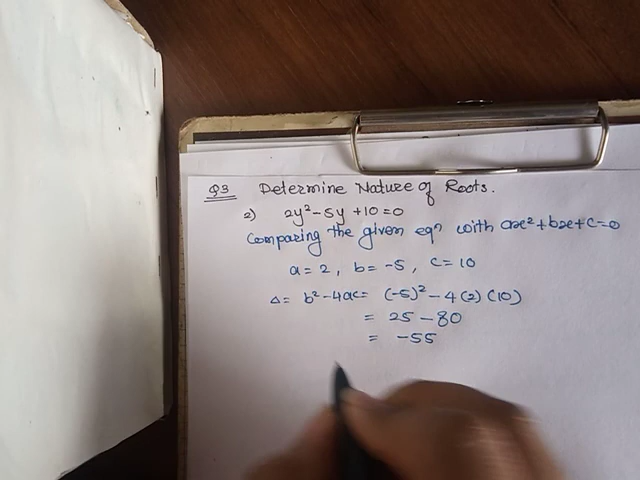 Q3 Determine Nature of Roots.
2) 2y²-5y+10=0
Comparing the given eqn with ax²+bx+c=0
a=2, b=-5, c=10
Δ= b²-4ac= (-5)²-4(2)(10)
= 25-80
= -55